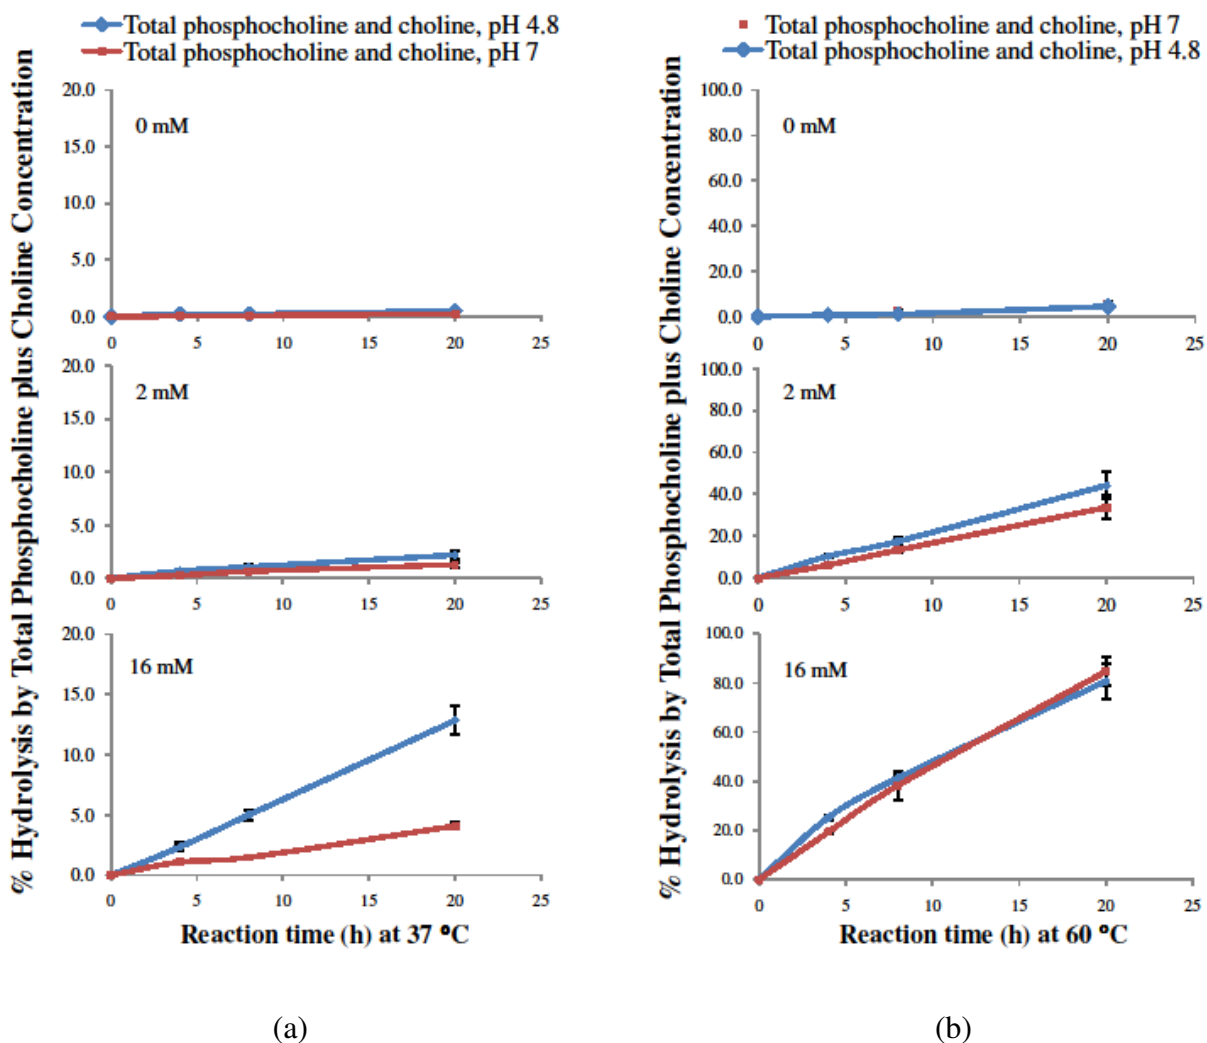 Total phosphocholine and choline, pH 4.8
Total phosphocholine and choline, pH 7
% Hydrolysis by Total Phosphocholine plus Choline Concentration
20.0
15.0
10.0
5.0
0.0
0 mM
0 5 10 15 20 25
20.0
15.0
10.0
5.0
0.0
2 mM
0 5 10 15 20 25
20.0
15.0
10.0
5.0
0.0
16 mM
0 5 10 15 20 25
Reaction time (h) at 37 °C
(a)
Total phosphocholine and choline, pH 7
Total phosphocholine and choline, pH 4.8
% Hydrolysis by Total Phosphocholine plus Choline Concentration
100.0
80.0
60.0
40.0
20.0
0.0
0 mM
0 5 10 15 20 25
100.0
80.0
60.0
40.0
20.0
0.0
2 mM
0 5 10 15 20 25
100.0
80.0
60.0
40.0
20.0
0.0
16 mM
0 5 10 15 20 25
Reaction time (h) at 60 °C
(b)